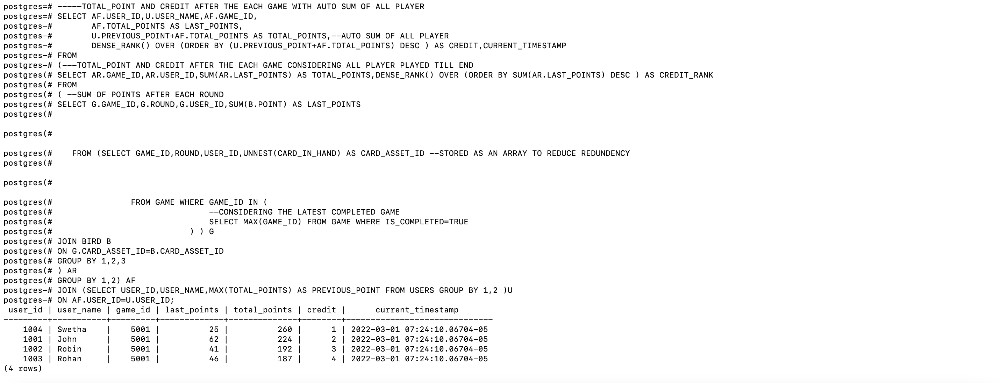 postgres=# -----TOTAL_POINT AND CREDIT AFTER THE EACH GAME WITH AUTO SUM OF ALL PLAYER
postgres=# SELECT AF.USER_ID,U.USER_NAME,AF.GAME_ID,
postgres-#        AF.TOTAL_POINTS AS LAST_POINTS,
postgres-#        U.PREVIOUS_POINT+AF.TOTAL_POINTS AS TOTAL_POINTS,--AUTO SUM OF ALL PLAYER
postgres-#        DENSE_RANK() OVER (ORDER BY (U.PREVIOUS_POINT+AF.TOTAL_POINTS) DESC ) AS CREDIT,CURRENT_TIMESTAMP
postgres-# FROM
postgres-# (---TOTAL_POINT AND CREDIT AFTER THE EACH GAME CONSIDERING ALL PLAYER PLAYED TILL END
postgres(# SELECT AR.GAME_ID,AR.USER_ID,SUM(AR.LAST_POINTS) AS TOTAL_POINTS,DENSE_RANK() OVER (ORDER BY SUM(AR.LAST_POINTS) DESC ) AS CREDIT_RANK
postgres(# FROM
postgres(# ( --SUM OF POINTS AFTER EACH ROUND
postgres(# SELECT G.GAME_ID,G.ROUND,G.USER_ID,SUM(B.POINT) AS LAST_POINTS
postgres(#
postgres(#
postgres(#    FROM (SELECT GAME_ID,ROUND,USER_ID,UNNEST(CARD_IN_HAND) AS CARD_ASSET_ID --STORED AS AN ARRAY TO REDUCE REDUNDENCY
postgres(#
postgres(#
postgres(#                FROM GAME WHERE GAME_ID IN (
postgres(#                                --CONSIDERING THE LATEST COMPLETED GAME
postgres(#                                SELECT MAX(GAME_ID) FROM GAME WHERE IS_COMPLETED=TRUE
postgres(#                            ) ) G
postgres(# JOIN BIRD B
postgres(# ON G.CARD_ASSET_ID=B.CARD_ASSET_ID
postgres(# GROUP BY 1,2,3
postgres(# ) AR
postgres(# GROUP BY 1,2) AF
postgres-# JOIN (SELECT USER_ID,USER_NAME,MAX(TOTAL_POINTS) AS PREVIOUS_POINT FROM USERS GROUP BY 1,2 )U
postgres-# ON AF.USER_ID=U.USER_ID;
 user_id | user_name | game_id | last_points | total_points | credit |      current_timestamp
---------+-----------+---------+-------------+--------------+--------+------------------------------
    1004 | Swetha    |    5001 |          25 |          260 |      1 | 2022-03-01 07:24:10.06704-05
    1001 | John      |    5001 |          62 |          224 |      2 | 2022-03-01 07:24:10.06704-05
    1002 | Robin     |    5001 |          41 |          192 |      3 | 2022-03-01 07:24:10.06704-05
    1003 | Rohan     |    5001 |          46 |          187 |      4 | 2022-03-01 07:24:10.06704-05
(4 rows)